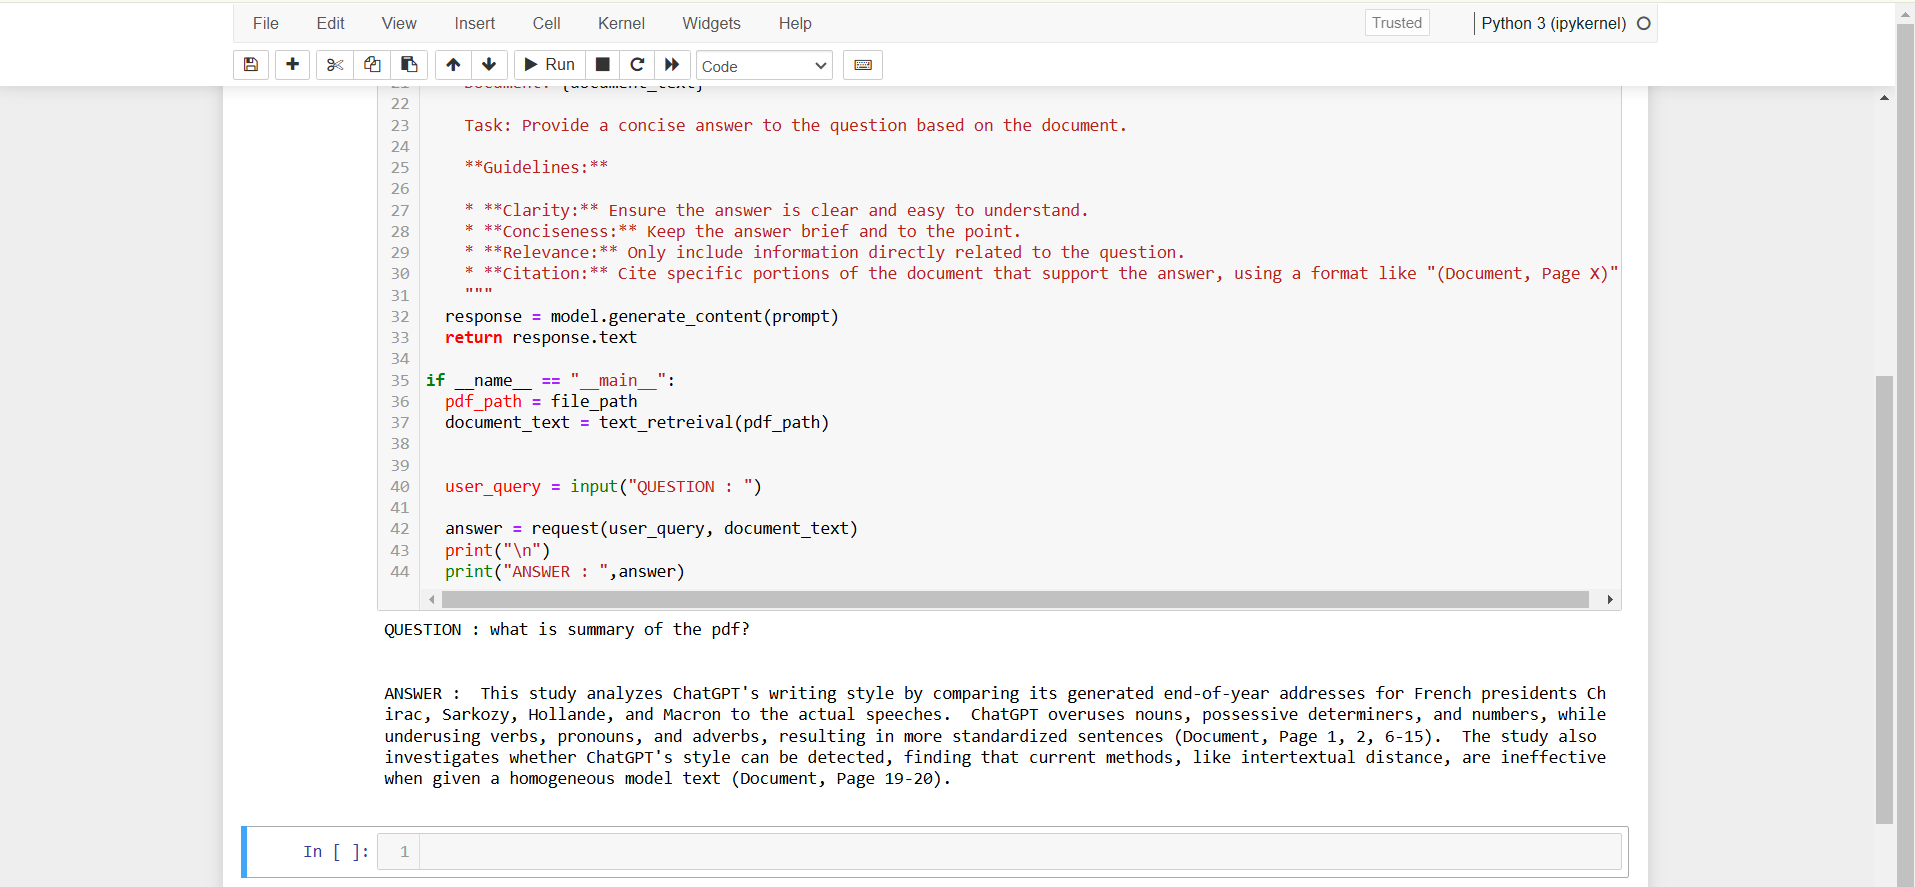 File Edit View Insert Cell Kernel Widgets Help Trusted Python 3 (ipykernel)
Run Code
21 Document: {document_text}
22
23 Task: Provide a concise answer to the question based on the document.
24
25 **Guidelines:**
26
27 * **Clarity:** Ensure the answer is clear and easy to understand.
28 * **Conciseness:** Keep the answer brief and to the point.
29 * **Relevance:** Only include information directly related to the question.
30 * **Citation:** Cite specific portions of the document that support the answer, using a format like "(Document, Page X)"
31 """
32 response = model.generate_content(prompt)
33 return response.text
34
35 if __name__ == "__main__":
36 pdf_path = file_path
37 document_text = text_retreival(pdf_path)
38
39
40 user_query = input("QUESTION : ")
41
42 answer = request(user_query, document_text)
43 print("\n")
44 print("ANSWER : ",answer)
QUESTION : what is summary of the pdf?
ANSWER :  This study analyzes ChatGPT's writing style by comparing its generated end-of-year addresses for French presidents Ch
irac, Sarkozy, Hollande, and Macron to the actual speeches.  ChatGPT overuses nouns, possessive determiners, and numbers, while
underusing verbs, pronouns, and adverbs, resulting in more standardized sentences (Document, Page 1, 2, 6-15).  The study also
investigates whether ChatGPT's style can be detected, finding that current methods, like intertextual distance, are ineffective
when given a homogeneous model text (Document, Page 19-20).
In [ ]: 1